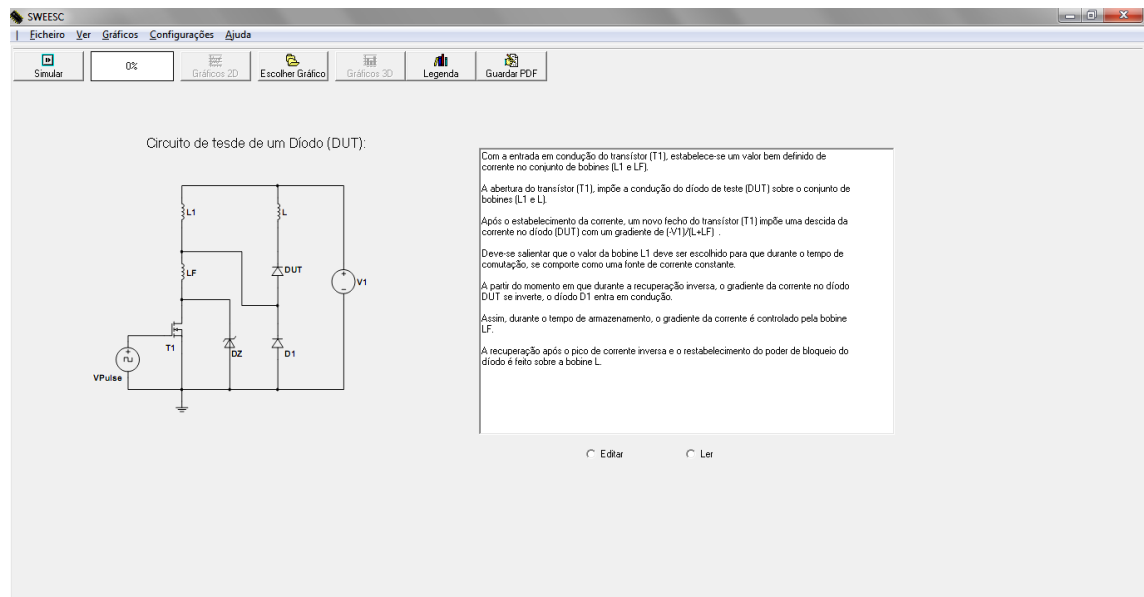 SWEESC
| Ficheiro Ver Gráficos Configurações Ajuda
Simular
0%
Gráficos 2D
Escolher Gráfico
Gráficos 3D
Legenda
Guardar PDF
Circuito de tesde de um Díodo (DUT):
L1
L
LF
DUT
V1
T1
DZ
D1
VPulse
Com a entrada em condução do transístor (T1), estabelece-se um valor bem definido de
corrente no conjunto de bobines (L1 e LF).
A abertura do transístor (T1), impõe a condução do díodo de teste (DUT) sobre o conjunto de
bobines (L1 e L).
Após o estabelecimento da corrente, um novo fecho do transístor (T1) impõe uma descida da
corrente no díodo (DUT) com um gradiente de (-V1)/(L+LF) .
Deve-se salientar que o valor da bobine L1 deve ser escolhido para que durante o tempo de
comutação, se comporte como uma fonte de corrente constante.
A partir do momento em que durante a recuperação inversa, o gradiente da corrente no díodo
DUT se inverte, o díodo D1 entra em condução.
Assim, durante o tempo de armazenamento, o gradiente da corrente é controlado pela bobine
LF.
A recuperação após o pico de corrente inversa e o restabelecimento do poder de bloqueio do
díodo é feito sobre a bobine L.
Editar
Ler